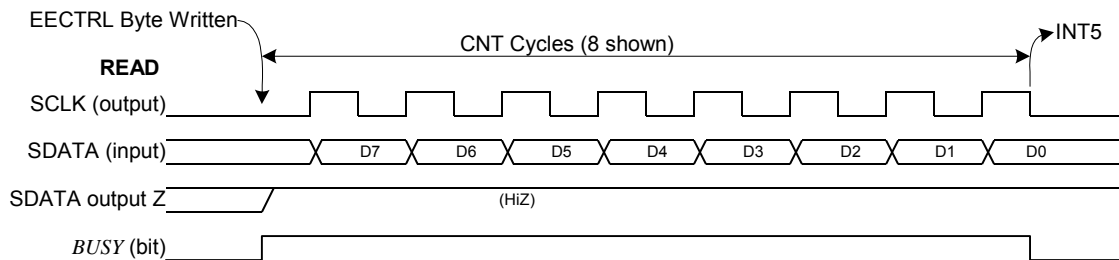 EECTRL Byte Written
INT5
CNT Cycles (8 shown)
READ
SCLK (output)
SDATA (input)
D7 D6 D5 D4 D3 D2 D1 D0
SDATA output Z
(HiZ)
BUSY (bit)